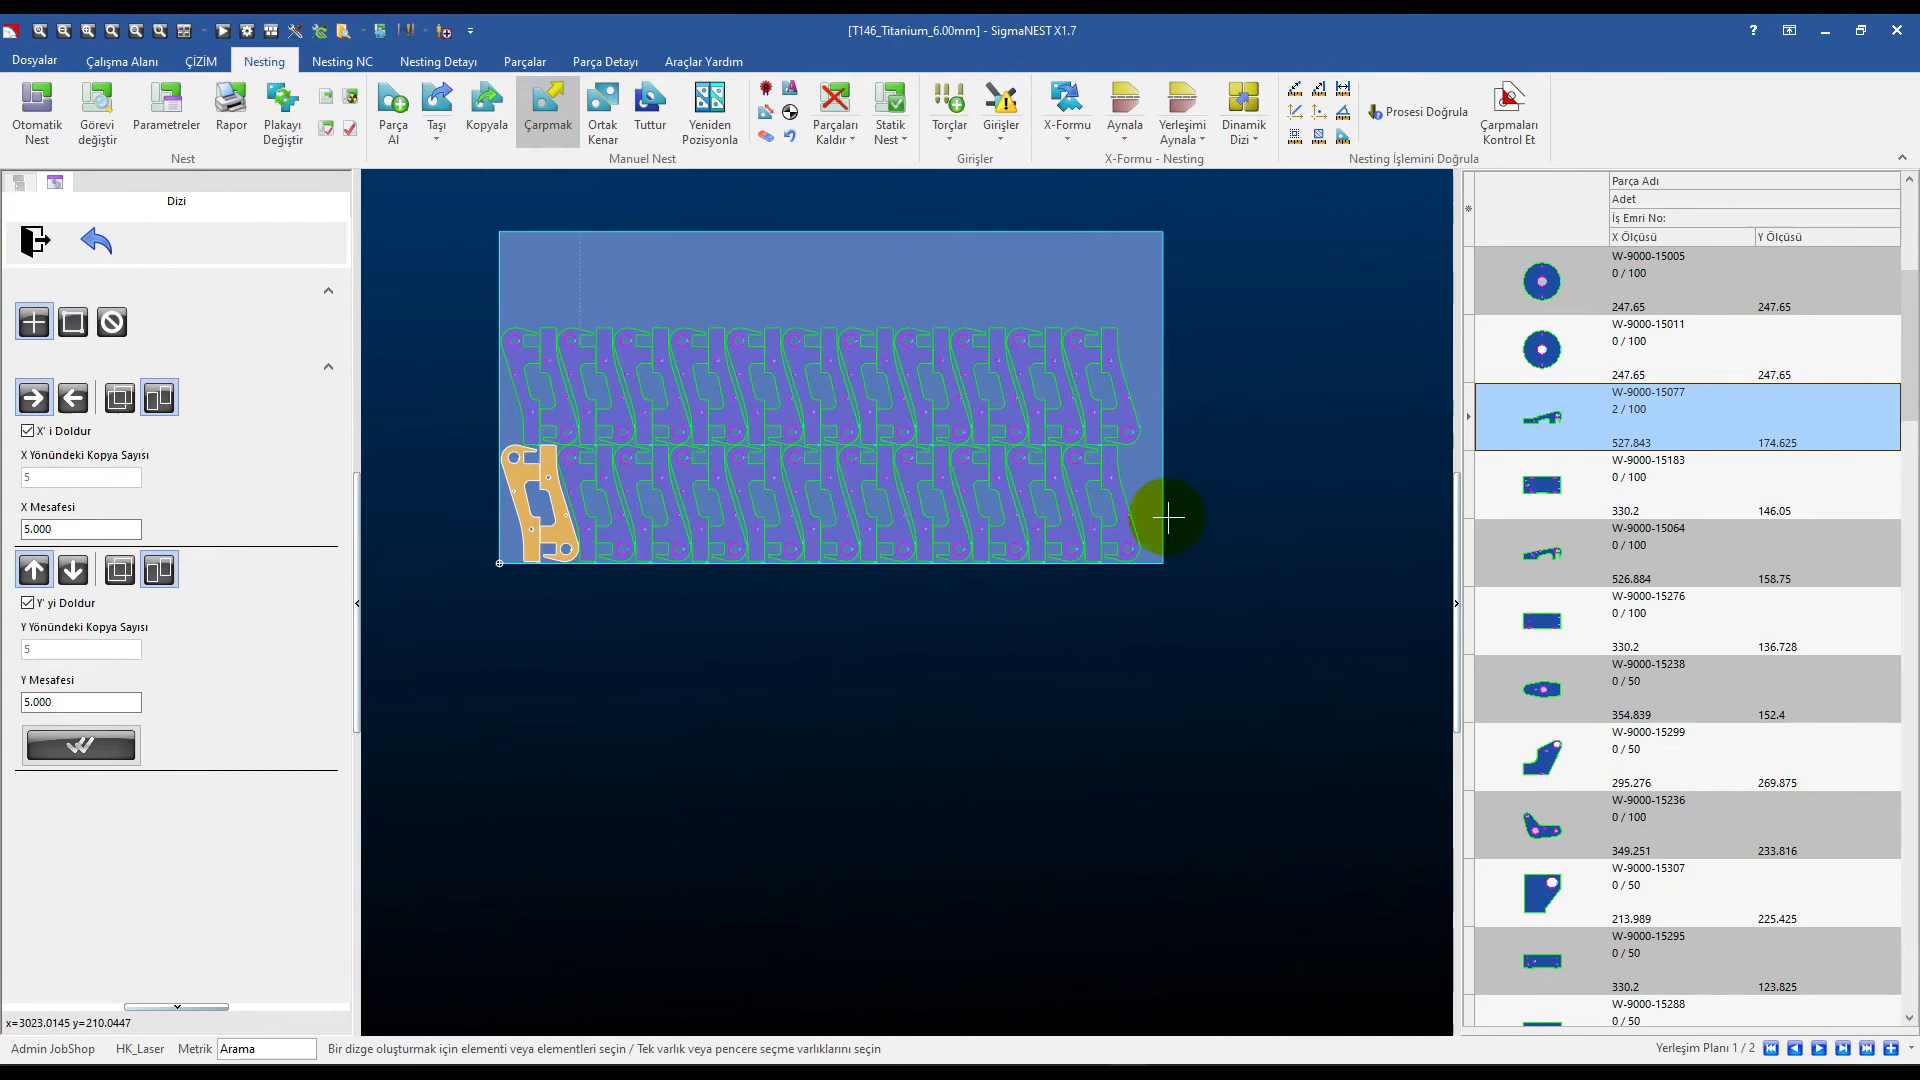 [T146_Titanium_6.00mm] - SigmaNEST X1.7
Dosyalar
Çalışma Alanı
ÇİZİM
Nesting
Nesting NC
Nesting Detayı
Parçalar
Parça Detayı
Araçlar Yardım
Otomatik Nest
Görevi değiştir
Parametreler
Rapor
Plakayı Değiştir
Parça Al
Taşı
Kopyala
Çarpmak
Ortak Kenar
Tuttur
Yeniden Pozisyonla
Parçaları Kaldır
Statik Nest
Torçlar
Girişler
X-Formu
Aynala
Yerleşimi Aynala
Dinamik Dizi
Prosesi Doğrula
Çarpmaları Kontrol Et
Nest
Manuel Nest
Girişler
X-Formu - Nesting
Nesting İşlemini Doğrula
Dizi
X' i Doldur
X Yönündeki Kopya Sayısı
5
X Mesafesi
5.000
Y' yi Doldur
Y Yönündeki Kopya Sayısı
5
Y Mesafesi
5.000
x=3023.0145 y=210.0447
Parça Adı
Adet
İş Emri No:
X Ölçüsü Y Ölçüsü
W-9000-15005
0 / 100
247.65 247.65
W-9000-15011
0 / 100
247.65 247.65
W-9000-15077
2 / 100
527.843 174.625
W-9000-15183
0 / 100
330.2 146.05
W-9000-15064
0 / 100
526.884 158.75
W-9000-15276
0 / 100
330.2 136.728
W-9000-15238
0 / 50
354.839 152.4
W-9000-15299
0 / 50
295.276 269.875
W-9000-15236
0 / 100
349.251 233.816
W-9000-15307
0 / 50
213.989 225.425
W-9000-15295
0 / 50
330.2 123.825
W-9000-15288
0 / 50
Admin JobShop
HK_Laser
Metrik
Arama
Bir dizge oluşturmak için elementi veya elementleri seçin / Tek varlık veya pencere seçme varlıklarını seçin
Yerleşim Planı 1 / 2